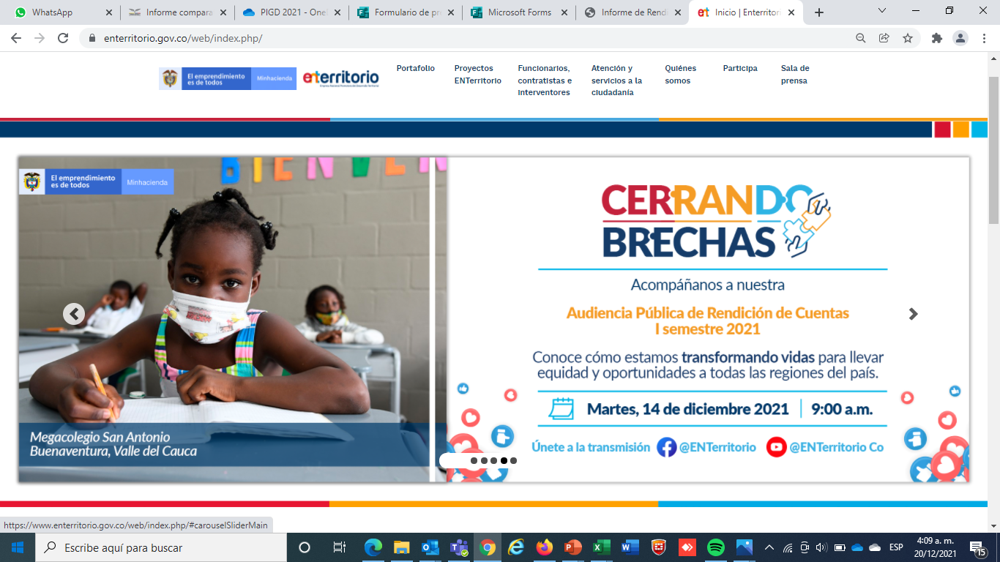 WhatsApp
Informe compara
PIGD 2021 - One
Formulario de pr
Microsoft Forms
Informe de Rend
Inicio | Enterritori
enterritorio.gov.co/web/index.php/
El emprendimiento
es de todos
Minhacienda
enterritorio
Portafolio
Proyectos
ENTerritorio
Funcionarios,
contratistas e
interventores
Atención y
servicios a la
ciudadanía
Quiénes
somos
Participa
Sala de
prensa
BIENVEN
El emprendimiento
es de todos
Minhacienda
Megacolegio San Antonio
Buenaventura, Valle del Cauca
CERRANDO
BRECHAS
Acompáñanos a nuestra
Audiencia Pública de Rendición de Cuentas
I semestre 2021
Conoce cómo estamos transformando vidas para llevar
equidad y oportunidades a todas las regiones del país.
Martes, 14 de diciembre 2021 | 9:00 a.m.
Únete a la transmisión @ENTerritorio @ENTerritorio Co
https://www.enterritorio.gov.co/web/index.php/#carouselSliderMain
Escribe aquí para buscar
ESP
4:09 a. m.
20/12/2021
15